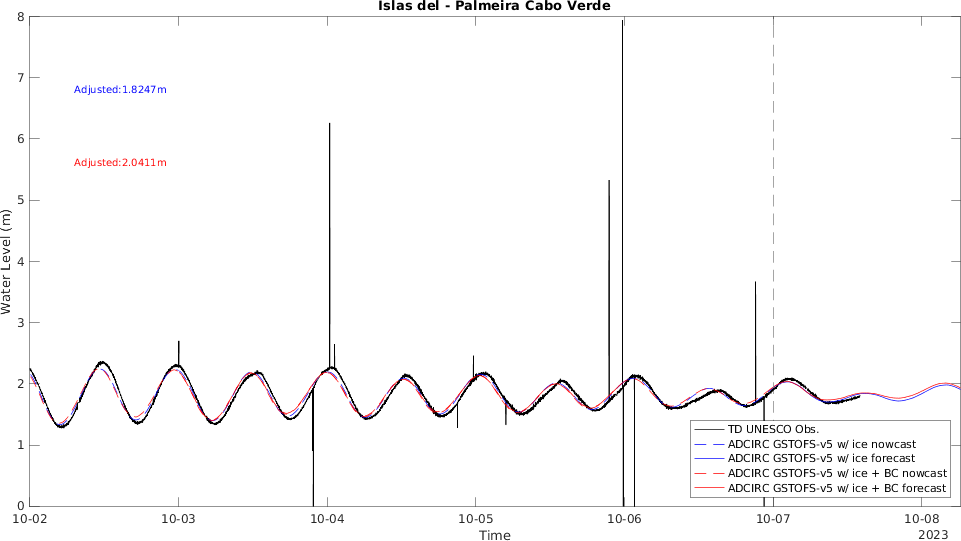 Islas del - Palmeira Cabo Verde
8
7
6
5
4
3
2
1
0
Water Level (m)
Adjusted:1.8247m
Adjusted:2.0411m
TD UNESCO Obs.
ADCIRC GSTOFS-v5 w/ ice nowcast
ADCIRC GSTOFS-v5 w/ ice forecast
ADCIRC GSTOFS-v5 w/ ice + BC nowcast
ADCIRC GSTOFS-v5 w/ ice + BC forecast
10-02 10-03 10-04 10-05 10-06 10-07 10-08
Time
2023